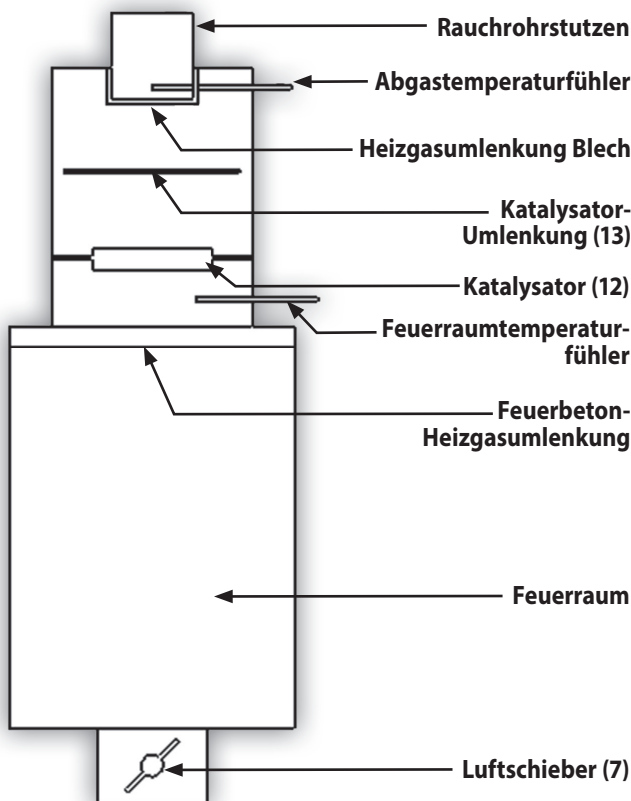 Rauchrohrstutzen
Abgastemperaturfühler
Heizgasumlenkung Blech
Katalysator-
Umlenkung (13)
Katalysator (12)
Feuerraumtemperatur-
fühler
Feuerbeton-
Heizgasumlenkung
Feuerraum
Luftschieber (7)